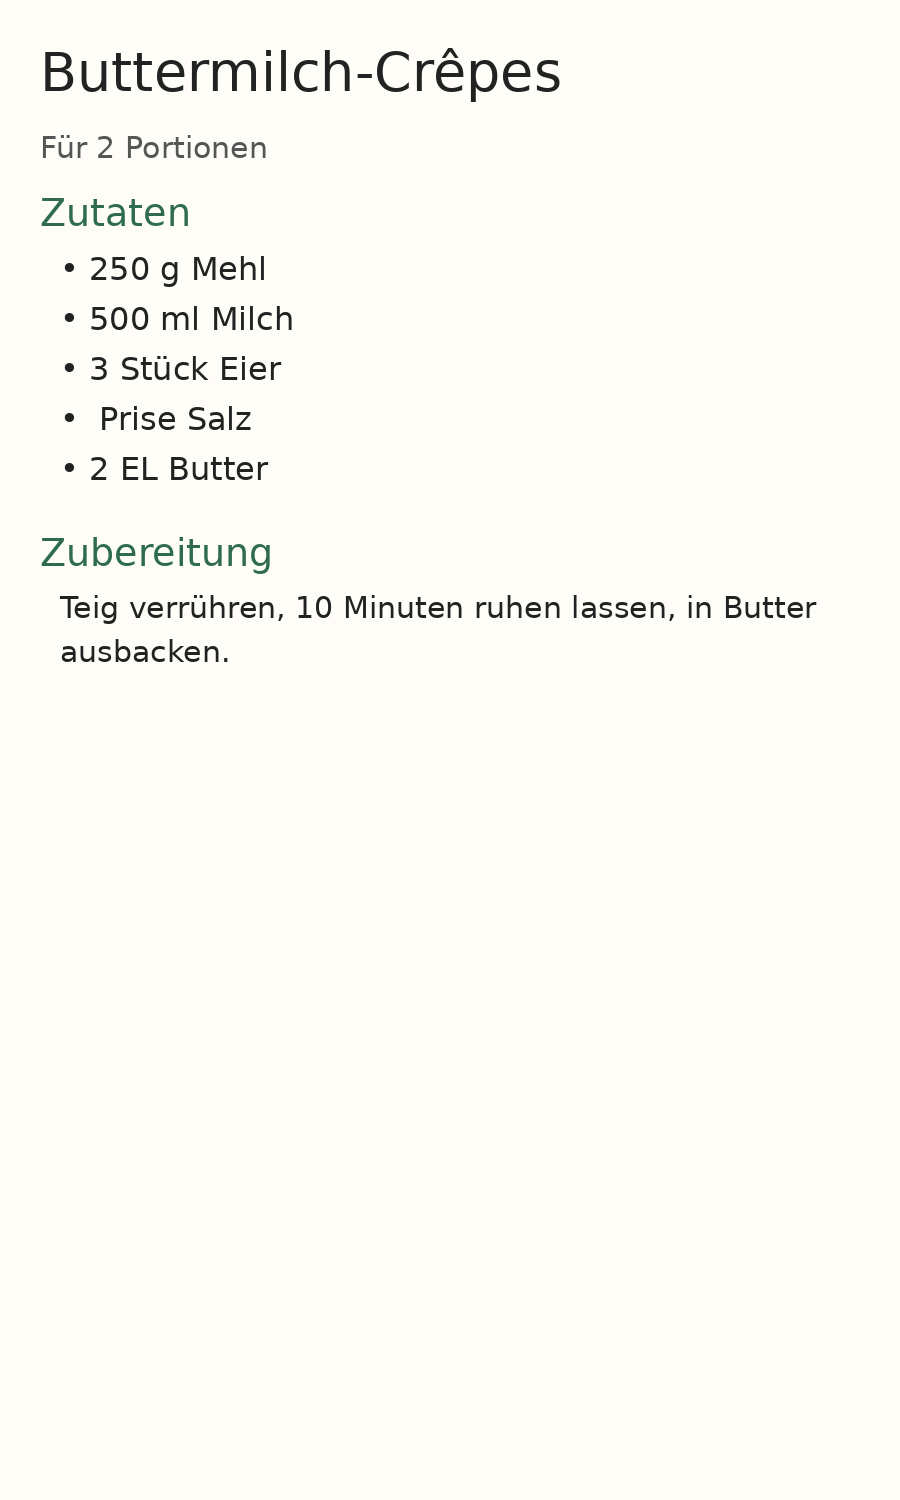 Buttermilch-Crêpes
Für 2 Portionen
Zutaten
• 250 g Mehl
• 500 ml Milch
• 3 Stück Eier
•  Prise Salz
• 2 EL Butter
Zubereitung
Teig verrühren, 10 Minuten ruhen lassen, in Butter
ausbacken.